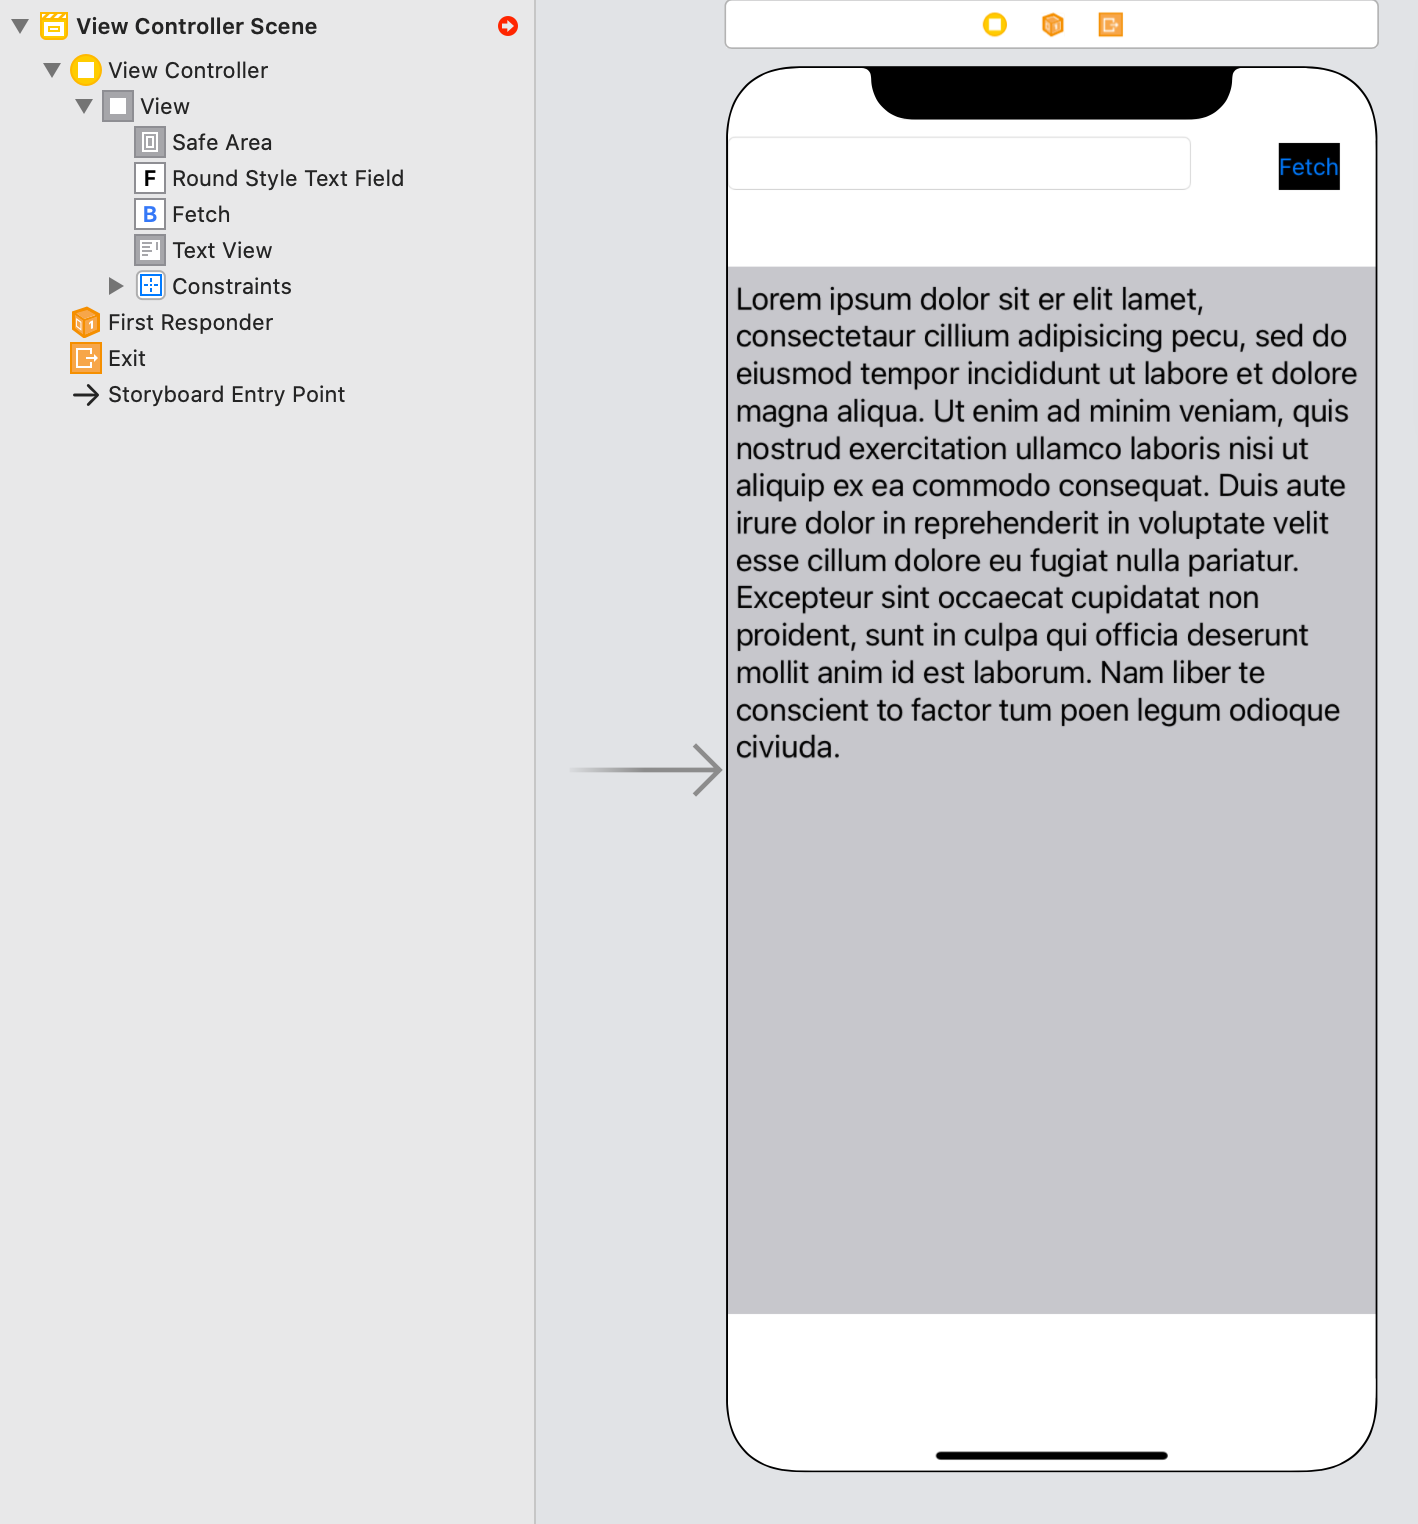 View Controller Scene
View Controller
View
Safe Area
F Round Style Text Field
B Fetch
Text View
Constraints
First Responder
Exit
Storyboard Entry Point
Fetch
Lorem ipsum dolor sit er elit lamet,
consectetaur cillium adipisicing pecu, sed do
eiusmod tempor incididunt ut labore et dolore
magna aliqua. Ut enim ad minim veniam, quis
nostrud exercitation ullamco laboris nisi ut
aliquip ex ea commodo consequat. Duis aute
irure dolor in reprehenderit in voluptate velit
esse cillum dolore eu fugiat nulla pariatur.
Excepteur sint occaecat cupidatat non
proident, sunt in culpa qui officia deserunt
mollit anim id est laborum. Nam liber te
conscient to factor tum poen legum odioque
civiuda.